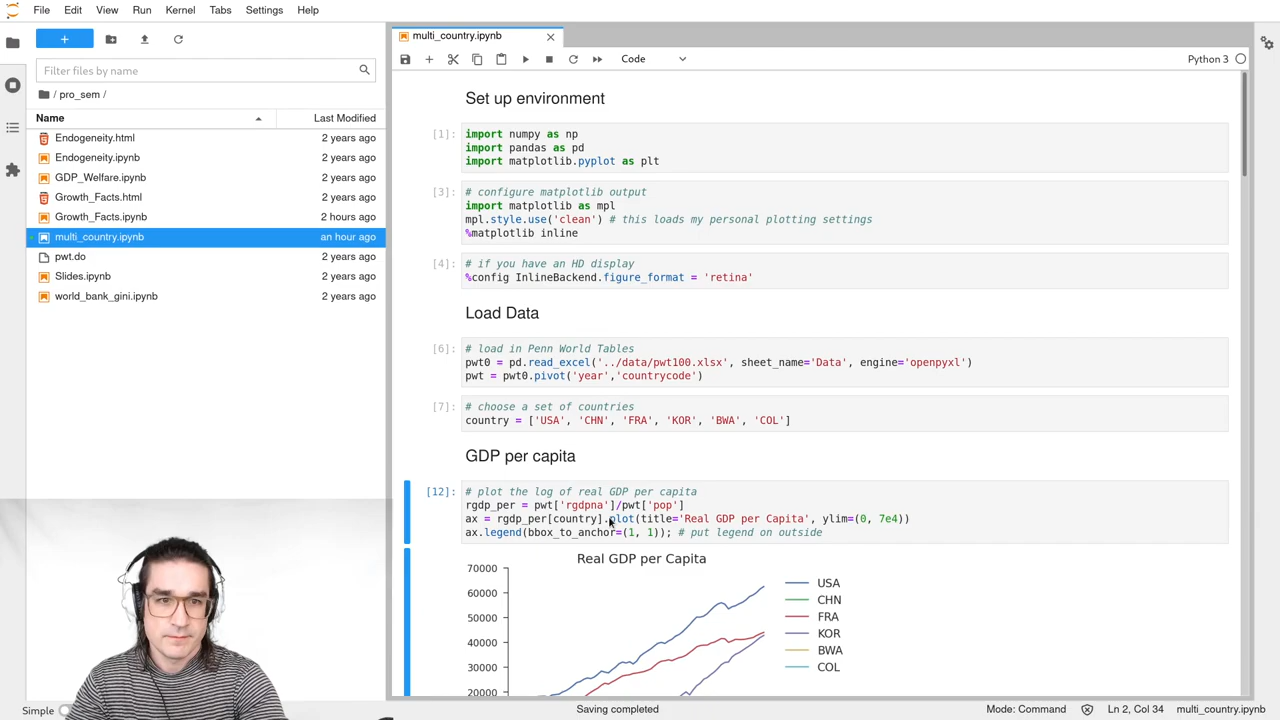 File Edit View Run Kernel Tabs Settings Help
+
Filter files by name
/ pro_sem /
Name Last Modified
Endogeneity.html 2 years ago
Endogeneity.ipynb 2 years ago
GDP_Welfare.ipynb 2 years ago
Growth_Facts.html 2 years ago
Growth_Facts.ipynb 2 hours ago
multi_country.ipynb an hour ago
pwt.do 2 years ago
Slides.ipynb 2 years ago
world_bank_gini.ipynb 2 years ago
Simple
multi_country.ipynb
Code Python 3
Set up environment
[1]: import numpy as np
import pandas as pd
import matplotlib.pyplot as plt
[3]: # configure matplotlib output
import matplotlib as mpl
mpl.style.use('clean') # this loads my personal plotting settings
%matplotlib inline
[4]: # if you have an HD display
%config InlineBackend.figure_format = 'retina'
Load Data
[6]: # load in Penn World Tables
pwt0 = pd.read_excel('../data/pwt100.xlsx', sheet_name='Data', engine='openpyxl')
pwt = pwt0.pivot('year','countrycode')
[7]: # choose a set of countries
country = ['USA', 'CHN', 'FRA', 'KOR', 'BWA', 'COL']
GDP per capita
[12]: # plot the log of real GDP per capita
rgdp_per = pwt['rgdpna']/pwt['pop']
ax = rgdp_per[country].plot(title='Real GDP per Capita', ylim=(0, 7e4))
ax.legend(bbox_to_anchor=(1, 1)); # put legend on outside
Real GDP per Capita
70000
60000
50000
40000
30000
20000
USA
CHN
FRA
KOR
BWA
COL
Saving completed Mode: Command Ln 2, Col 34 multi_country.ipynb